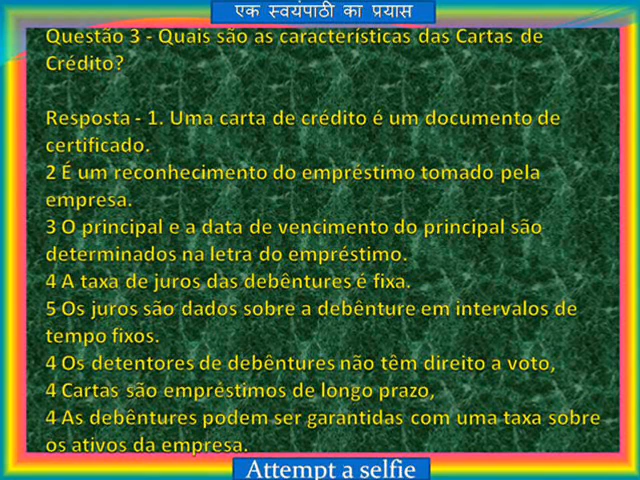 एक स्वयंपाठी का प्रयास
Questão 3 - Quais são as características das Cartas de
Crédito?
Resposta - 1. Uma carta de crédito é um documento de
certificado.
2 É um reconhecimento do empréstimo tomado pela
empresa.
3 O principal e a data de vencimento do principal são
determinados na letra do empréstimo.
4 A taxa de juros das debêntures é fixa.
5 Os juros são dados sobre a debênture em intervalos de
tempo fixos.
4 Os detentores de debêntures não têm direito a voto,
4 Cartas são empréstimos de longo prazo,
4 As debêntures podem ser garantidas com uma taxa sobre
os ativos da empresa.
Attempt a selfie